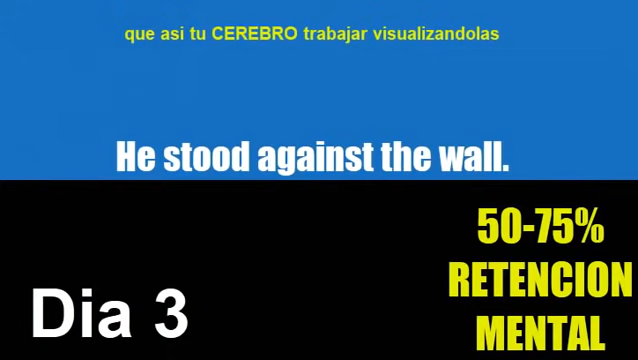 que asi tu CEREBRO trabajar visualizandolas
He stood against the wall.
50-75%
RETENCION
MENTAL
Dia 3